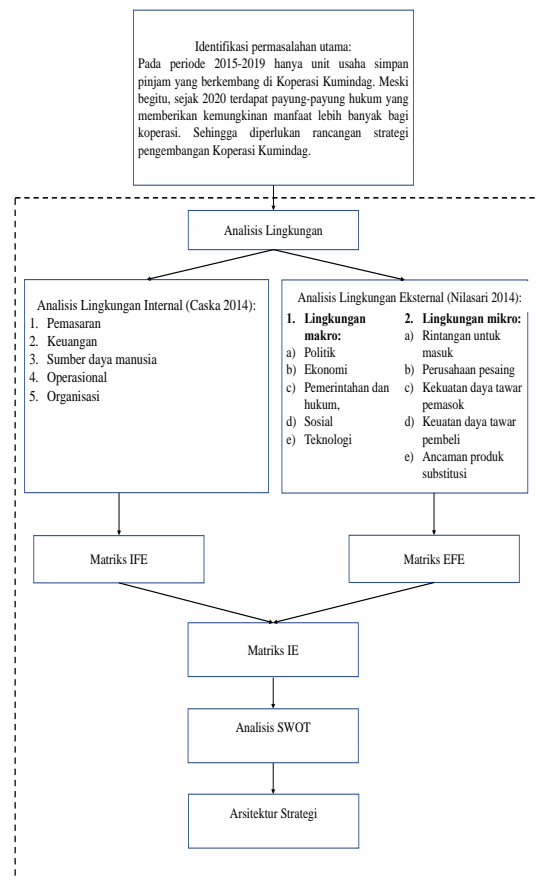 Identifikasi permasalahan utama:
Pada periode 2015-2019 hanya unit usaha simpan
pinjam yang berkembang di Koperasi Kumindag. Meski
begitu, sejak 2020 terdapat payung-payung hukum yang
memberikan kemungkinan manfaat lebih banyak bagi
koperasi. Sehingga diperlukan rancangan strategi
pengembangan Koperasi Kumindag.
Analisis Lingkungan
Analisis Lingkungan Internal (Caska 2014):
1. Pemasaran
2. Keuangan
3. Sumber daya manusia
4. Operasional
5. Organisasi
Analisis Lingkungan Eksternal (Nilasari 2014):
1. Lingkungan
makro:
a) Politik
b) Ekonomi
c) Pemerintahan dan
hukum,
d) Sosial
e) Teknologi
2. Lingkungan mikro:
a) Rintangan untuk
masuk
b) Perusahaan pesaing
c) Kekuatan daya tawar
pemasok
d) Keuatan daya tawar
pembeli
e) Ancaman produk
substitusi
Matriks IFE
Matriks EFE
Matriks IE
Analisis SWOT
Arsitektur Strategi